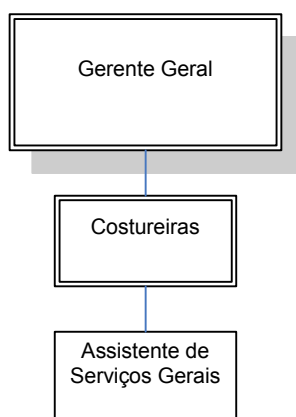 Gerente Geral
Costureiras
Assistente de
Serviços Gerais